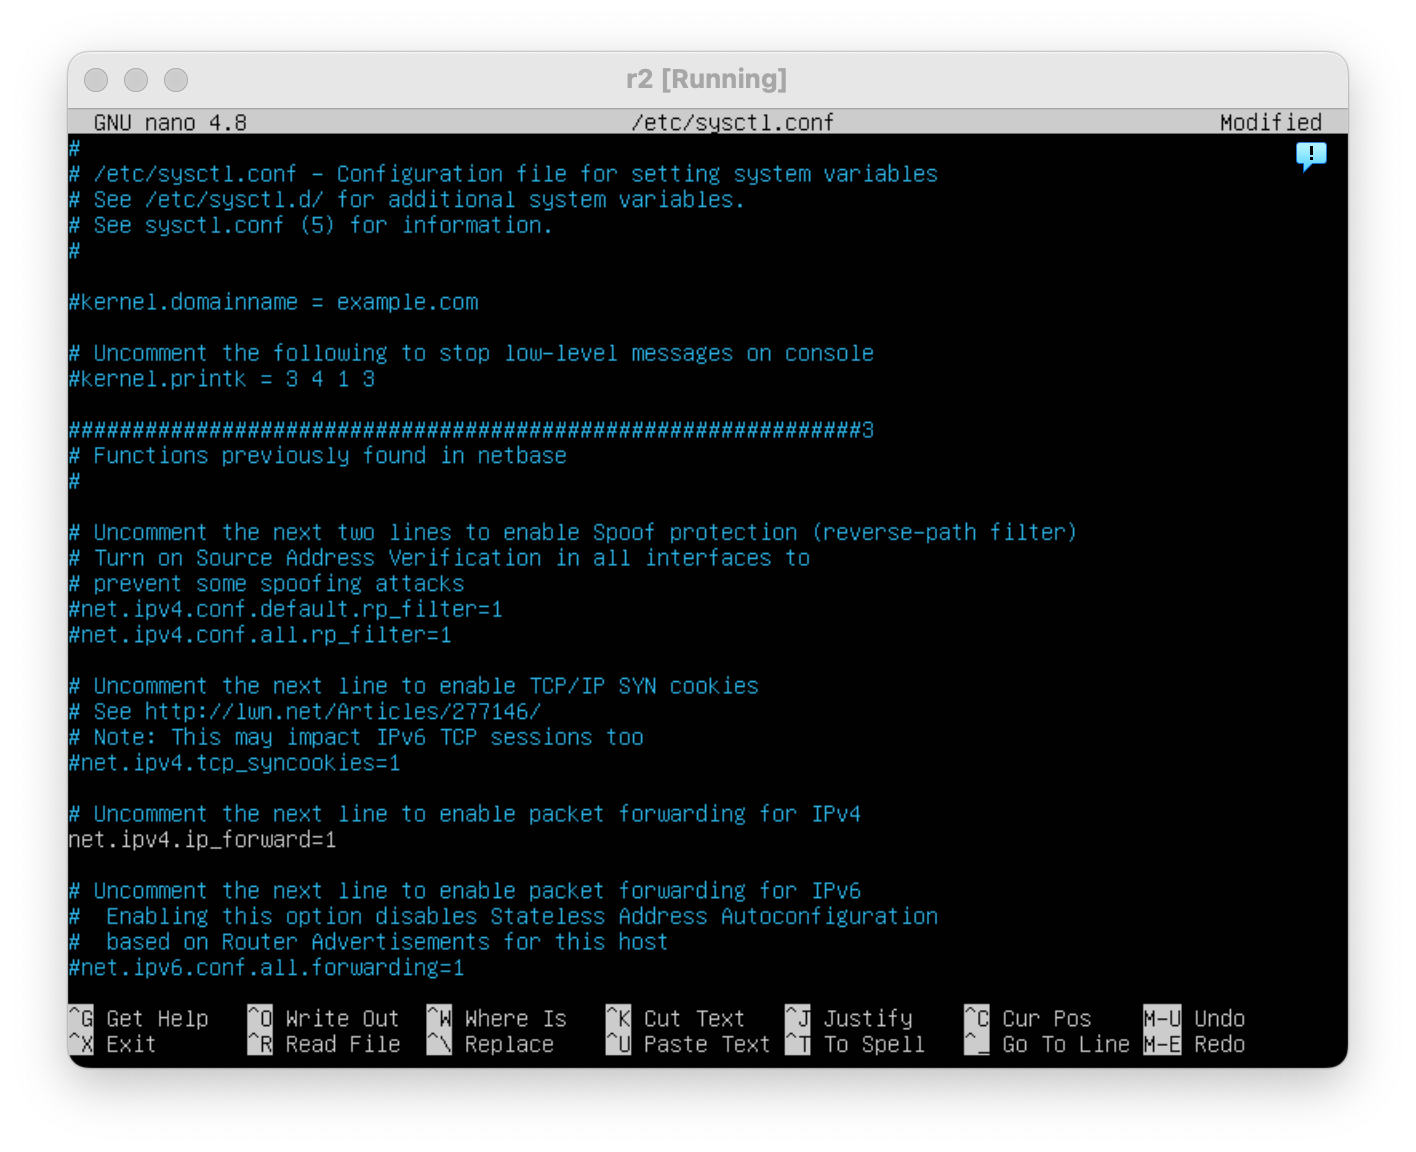 r2 [Running]
GNU nano 4.8 /etc/sysctl.conf Modified
#
# /etc/sysctl.conf - Configuration file for setting system variables
# See /etc/sysctl.d/ for additional system variables.
# See sysctl.conf (5) for information.
#
#kernel.domainname = example.com
# Uncomment the following to stop low-level messages on console
#kernel.printk = 3 4 1 3
##############################################################3
# Functions previously found in netbase
#
# Uncomment the next two lines to enable Spoof protection (reverse-path filter)
# Turn on Source Address Verification in all interfaces to
# prevent some spoofing attacks
#net.ipv4.conf.default.rp_filter=1
#net.ipv4.conf.all.rp_filter=1
# Uncomment the next line to enable TCP/IP SYN cookies
# See http://lwn.net/Articles/277146/
# Note: This may impact IPv6 TCP sessions too
#net.ipv4.tcp_syncookies=1
# Uncomment the next line to enable packet forwarding for IPv4
net.ipv4.ip_forward=1
# Uncomment the next line to enable packet forwarding for IPv6
#  Enabling this option disables Stateless Address Autoconfiguration
#  based on Router Advertisements for this host
#net.ipv6.conf.all.forwarding=1
^G Get Help ^O Write Out ^W Where Is ^K Cut Text ^J Justify ^C Cur Pos M-U Undo
^X Exit ^R Read File ^\ Replace ^U Paste Text ^T To Spell ^_ Go To Line M-E Redo